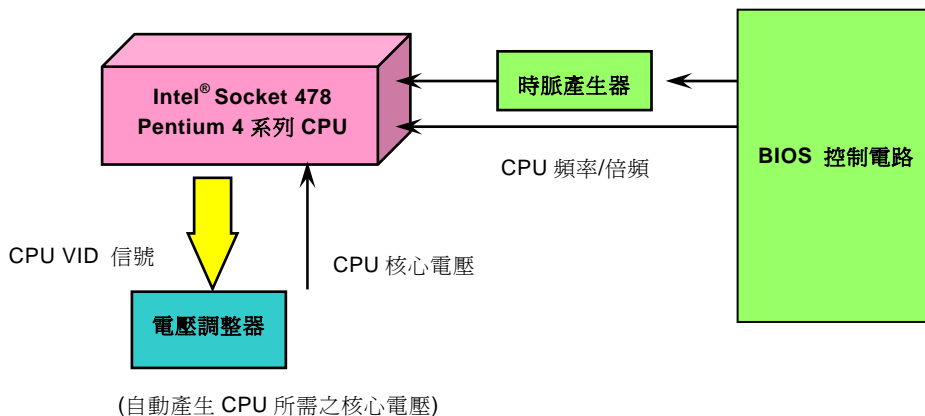 Intel® Socket 478
Pentium 4 系列 CPU
時脈產生器
BIOS 控制電路
CPU 頻率/倍頻
CPU VID 信號
CPU 核心電壓
電壓調整器
(自動產生 CPU 所需之核心電壓)